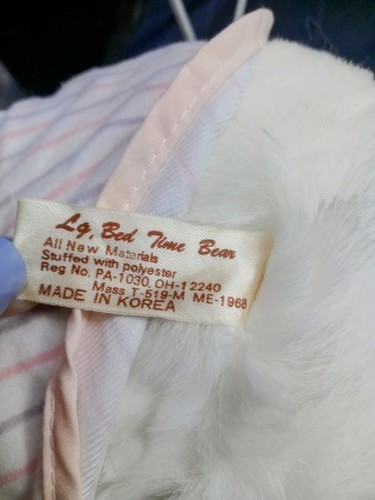 Lg, Bed Time Bear
All New Materials
Stuffed with polyester
Reg No. PA-1030, OH-12240
Mass T-519-M ME-1968
MADE IN KOREA